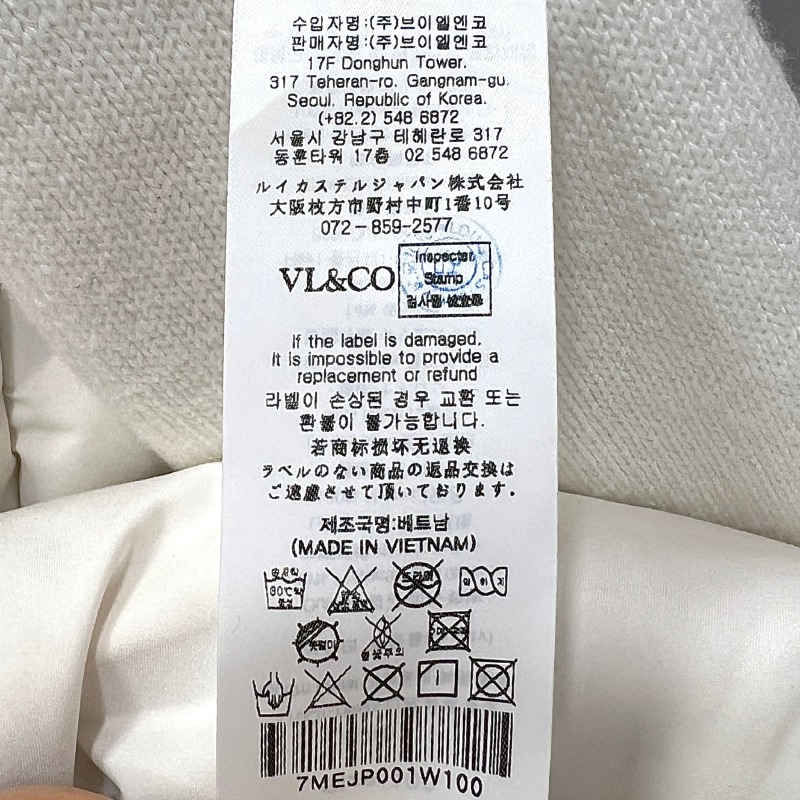 수입자명:(주)브이엘엔코
판매자명:(주)브이엘엔코
17F Donghun Tower.
317 Teheran-ro. Gangnam-gu.
Seoul. Republic of Korea.
(+82.2) 548 6872
서울시 강남구 테헤란로 317
동훈타워 17층 02 548 6872
ルイカステルジャパン株式会社
大阪枚方市野村中町1番10号
072-859-2577
VL&CO
Inspecter
Stamp
If the label is damaged.
It is impossible to provide a
replacement or refund
라벨이 손상된 경우 교환 또는
환불이 불가능합니다.
若商标损坏无退换
ラベルのない商品の返品交換は
ご遠慮させて頂いております.
제조국명:베트남
(MADE IN VIETNAM)
드라이
약하게
7MEJP001W100